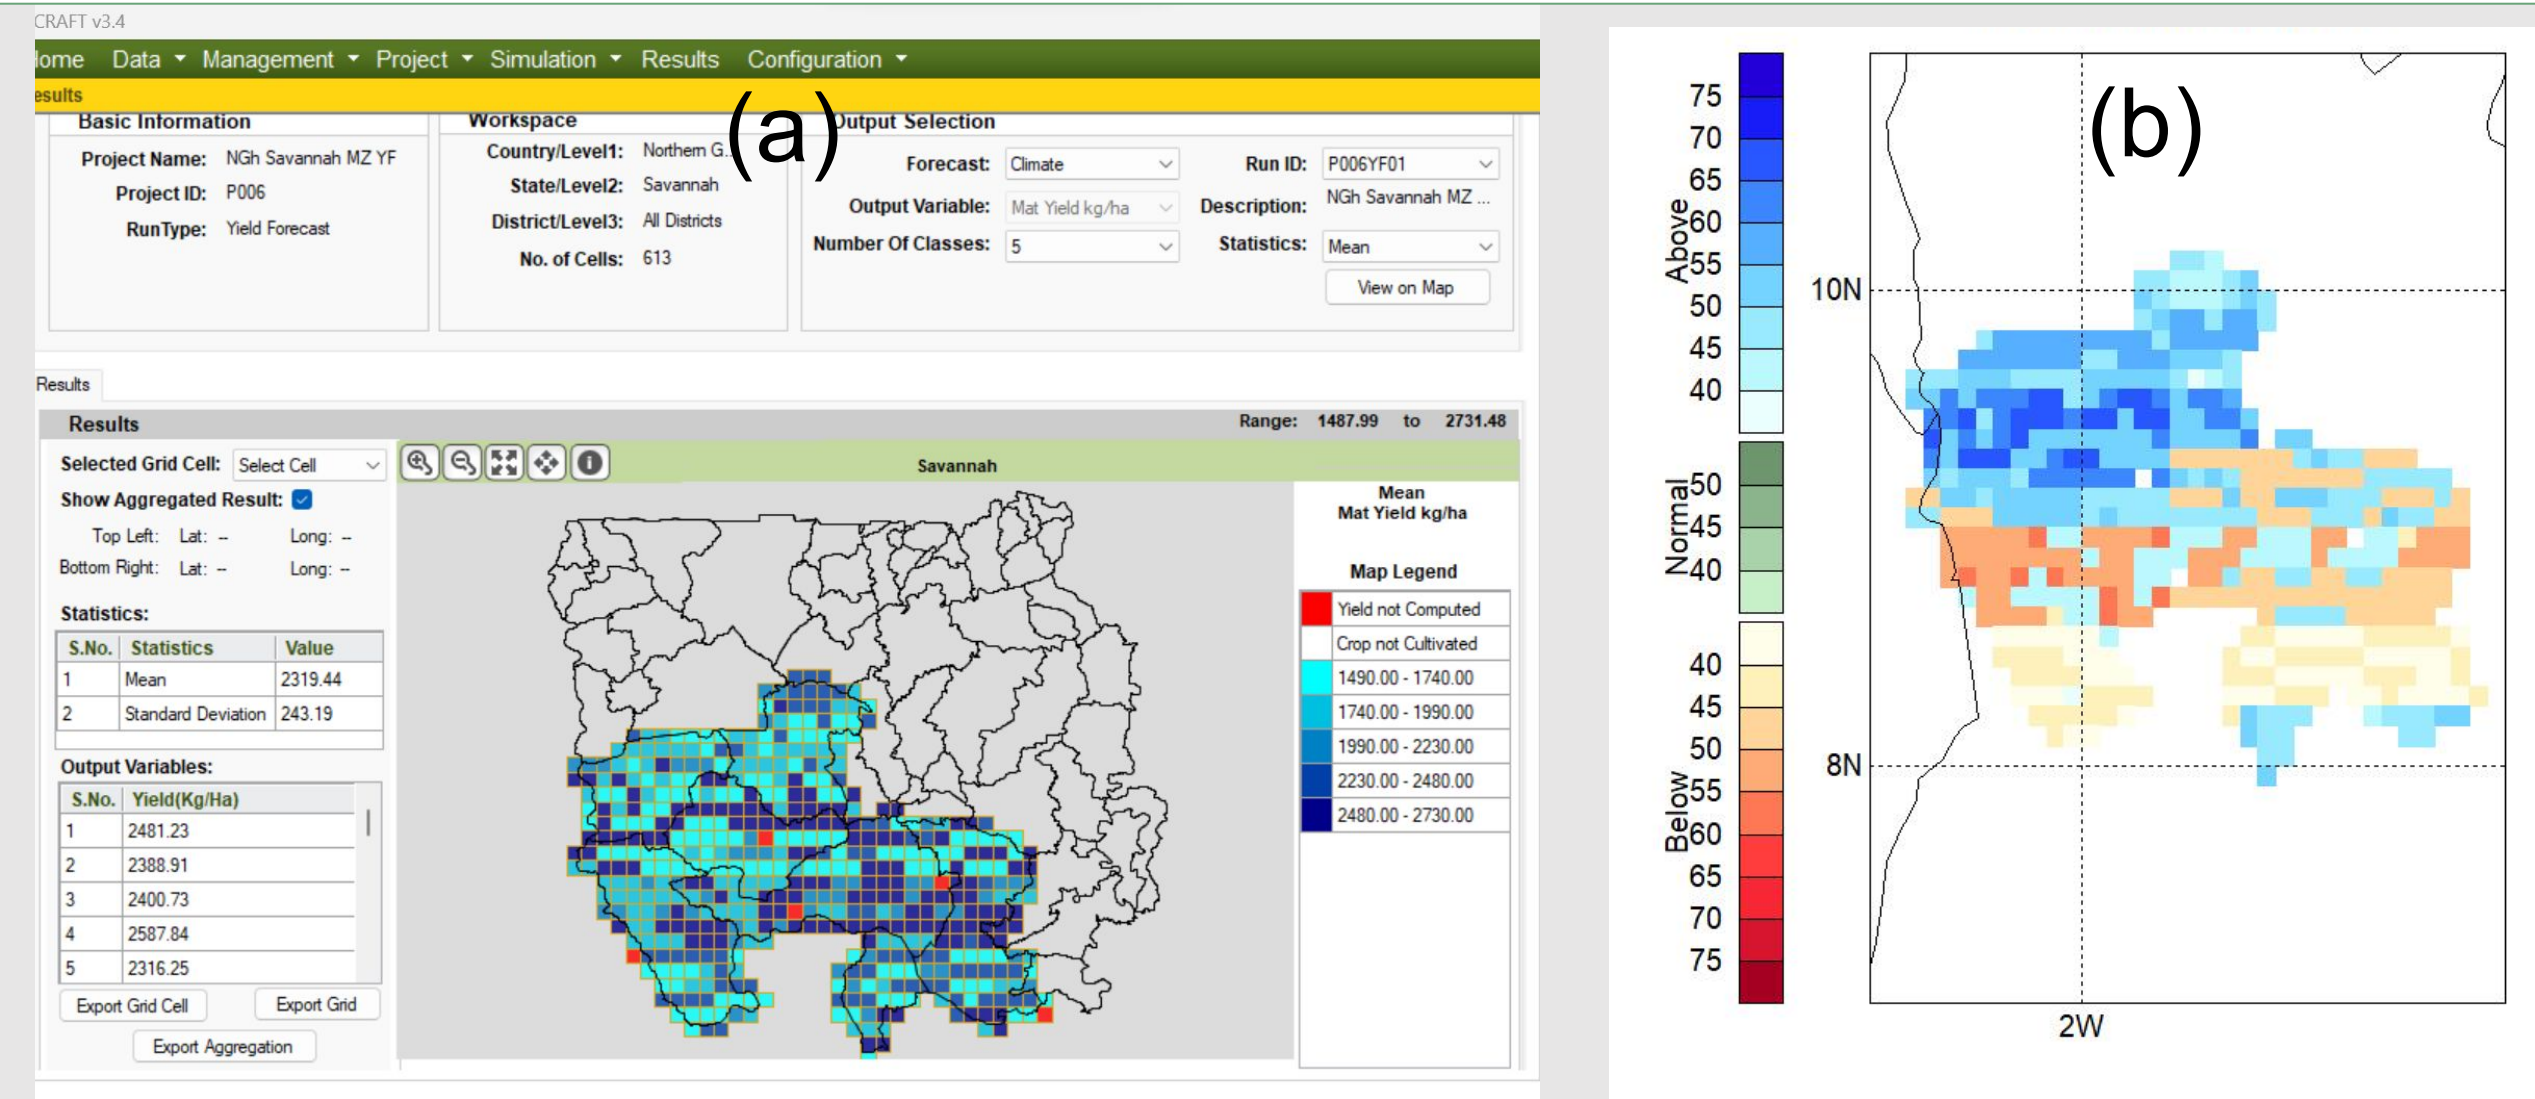 CRAFT v3.4
Home Data Management Project Simulation Results Configuration
esults
(a)
Basic Information
Project Name: NGh Savannah MZ YF
Project ID: P006
RunType: Yield Forecast
Workspace
Country/Level1: Northern G...
State/Level2: Savannah
District/Level3: All Districts
No. of Cells: 613
Output Selection
Forecast: Climate
Run ID: P006YF01
Output Variable: Mat Yield kg/ha
Description: NGh Savannah MZ ...
Number Of Classes: 5
Statistics: Mean
View on Map
Results
Results
Range: 1487.99 to 2731.48
Selected Grid Cell: Select Cell
Show Aggregated Result:
Top Left: Lat: -- Long: --
Bottom Right: Lat: -- Long: --
Statistics:
S.No. Statistics Value
1 Mean 2319.44
2 Standard Deviation 243.19
Output Variables:
S.No. Yield(Kg/Ha)
1 2481.23
2 2388.91
3 2400.73
4 2587.84
5 2316.25
Export Grid Cell
Export Grid
Export Aggregation
Savannah
Mean
Mat Yield kg/ha
Map Legend
Yield not Computed
Crop not Cultivated
1490.00 - 1740.00
1740.00 - 1990.00
1990.00 - 2230.00
2230.00 - 2480.00
2480.00 - 2730.00
(b)
Above
75
70
65
60
55
50
45
40
Normal
50
45
40
Below
40
45
50
55
60
65
70
75
10N
8N
2W